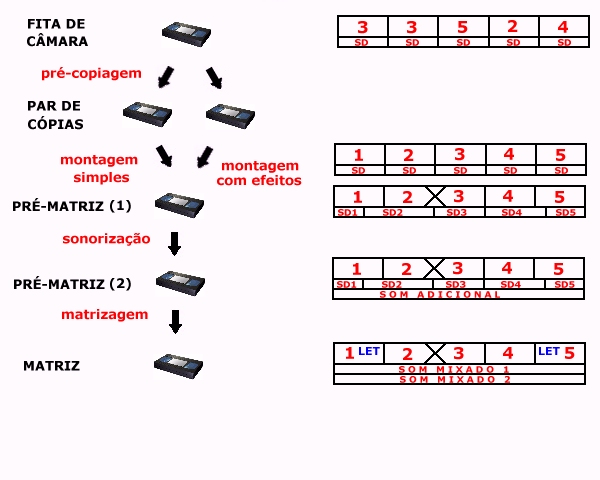 FITA DE
CÂMARA
3 3 5 2 4
SD SD SD SD SD
pré-copiagem
PAR DE
CÓPIAS
montagem
simples
montagem
com efeitos
1 2 3 4 5
SD SD SD SD SD
PRÉ-MATRIZ (1)
1 2 3 4 5
SD1 SD2 SD3 SD4 SD5
sonorização
PRÉ-MATRIZ (2)
1 2 3 4 5
SD1 SD2 SD3 SD4 SD5
SOM ADICIONAL
matrizagem
MATRIZ
1 LET 2 3 4 LET 5
SOM MIXADO 1
SOM MIXADO 2